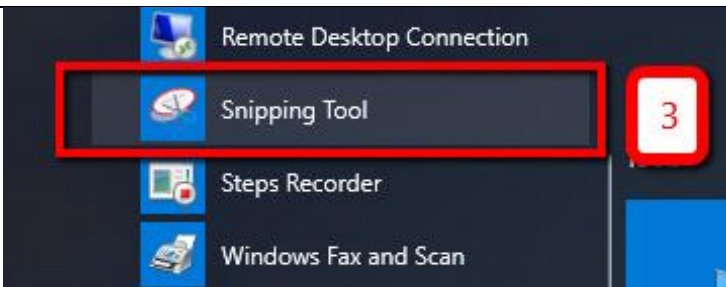 Remote Desktop Connection
Snipping Tool
3
Steps Recorder
Windows Fax and Scan